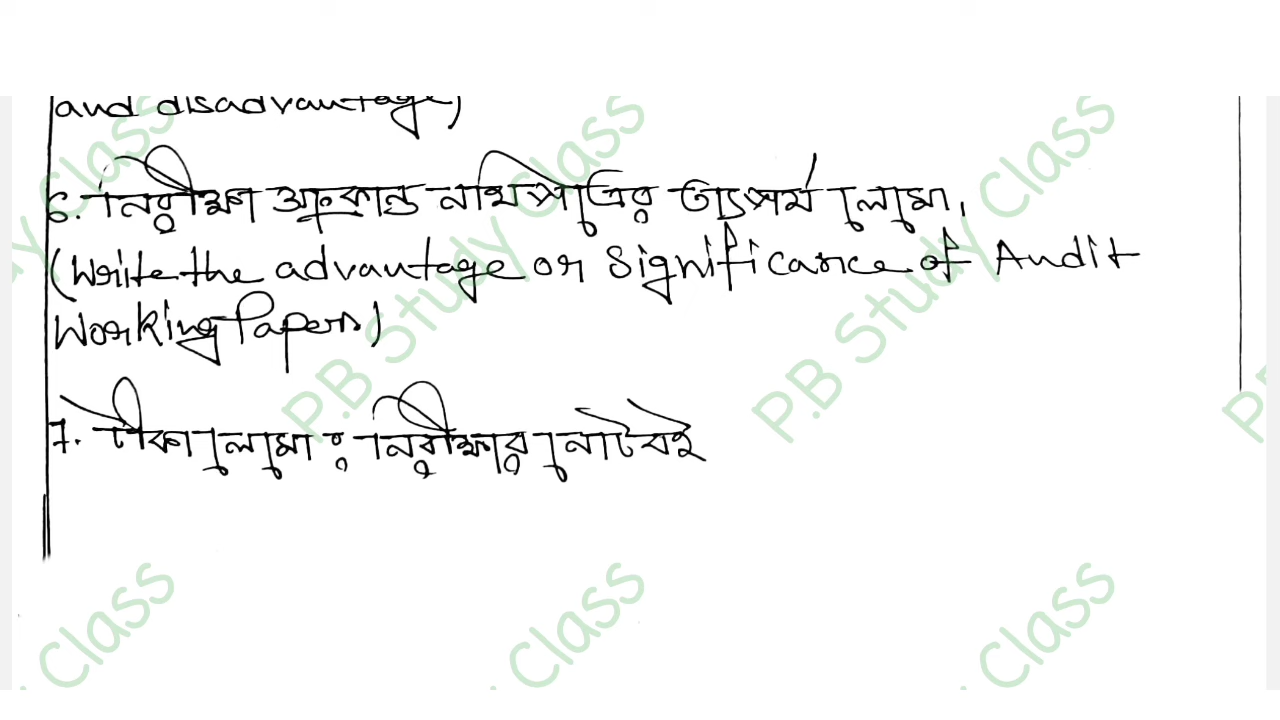 and disadvantage)
6. নিরীক্ষা সংক্রান্ত নথিপত্রের তাৎপর্য লেখো।
(Write the advantage or Significance of Audit
Working Papers)
7. টীকা লেখো : নিরীক্ষার নোটবই
P.B Study Class